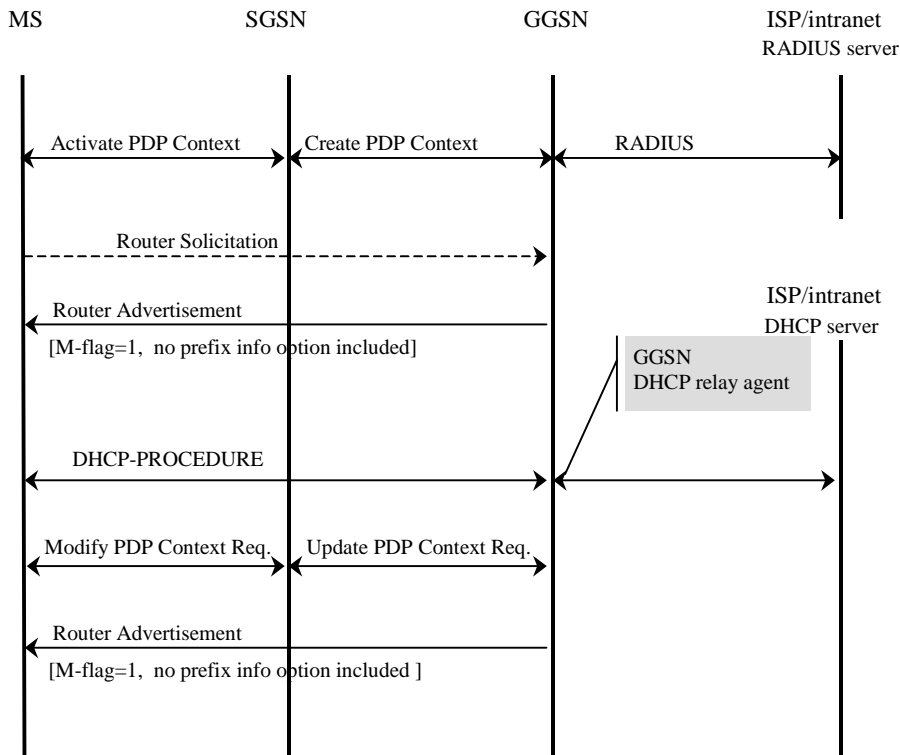 MS SGSN GGSN ISP/intranet
RADIUS server
Activate PDP Context Create PDP Context RADIUS
Router Solicitation
ISP/intranet
DHCP server
Router Advertisement
[M-flag=1, no prefix info option included]
GGSN
DHCP relay agent
DHCP-PROCEDURE
Modify PDP Context Req. Update PDP Context Req.
Router Advertisement
[M-flag=1, no prefix info option included ]